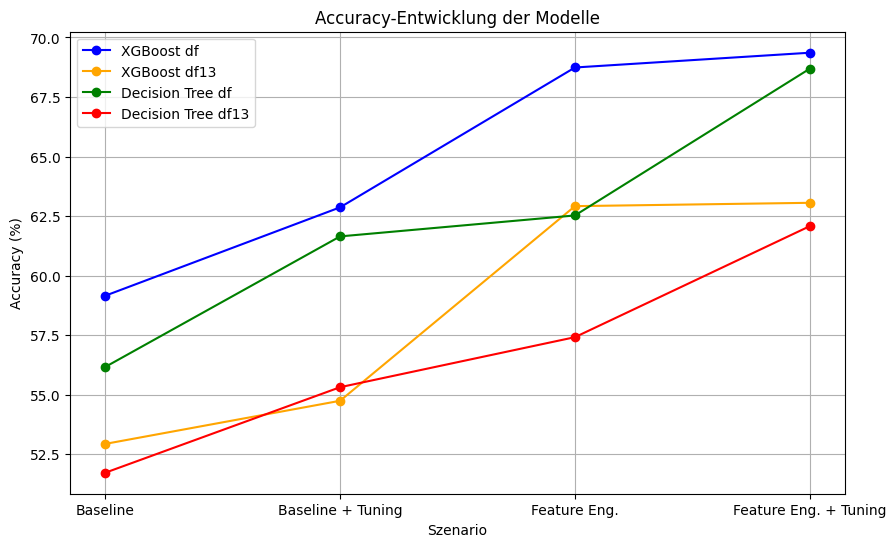 Accuracy-Entwicklung der Modelle
XGBoost df
XGBoost df13
Decision Tree df
Decision Tree df13
Accuracy (%)
70.0
67.5
65.0
62.5
60.0
57.5
55.0
52.5
Baseline
Baseline + Tuning
Feature Eng.
Feature Eng. + Tuning
Szenario